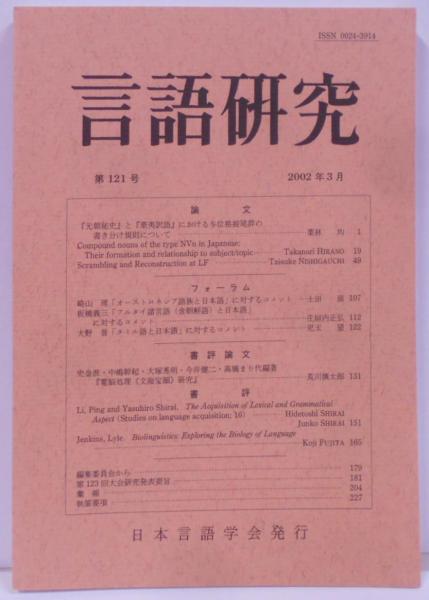 ISSN 0024-3914
言語研究
第121号 2002年3月
論文
『元朝秘史』と『華夷訳語』における与位格接尾辞の
書き分け規則について 栗林 均 1
Compound nouns of the type NVn in Japanese:
Their formation and relationship to subject/topic Takanori HIRANO 19
Scrambling and Reconstruction at LF Taisuke NISHIGAUCHI 49
フォーラム
崎山 理「オーストロネシア語族と日本語」に対するコメント 土田 滋 107
板橋義三「アルタイ諸言語(含朝鮮語)と日本語」
に対するコメント 庄垣内正弘 112
大野 晋「タミル語と日本語」に対するコメント 児玉 望 122
書評論文
史金波・中嶋幹起・大塚秀明・今井健二・高橋まり代編著
『電脳処理《文海宝韻》研究』 荒川慎太郎 131
書評
Li, Ping and Yasuhiro Shirai. The Acquisition of Lexical and Grammatical
Aspect (Studies on language acquisition; 16) Hidetoshi SHIRAI
Junko SHIRAI 151
Jenkins, Lyle. Biolinguistics: Exploring the Biology of Language
Koji FUJITA 165
編集委員会から 179
第123回大会研究発表要旨 181
彙報 204
執筆要項 227
日本言語学会発行